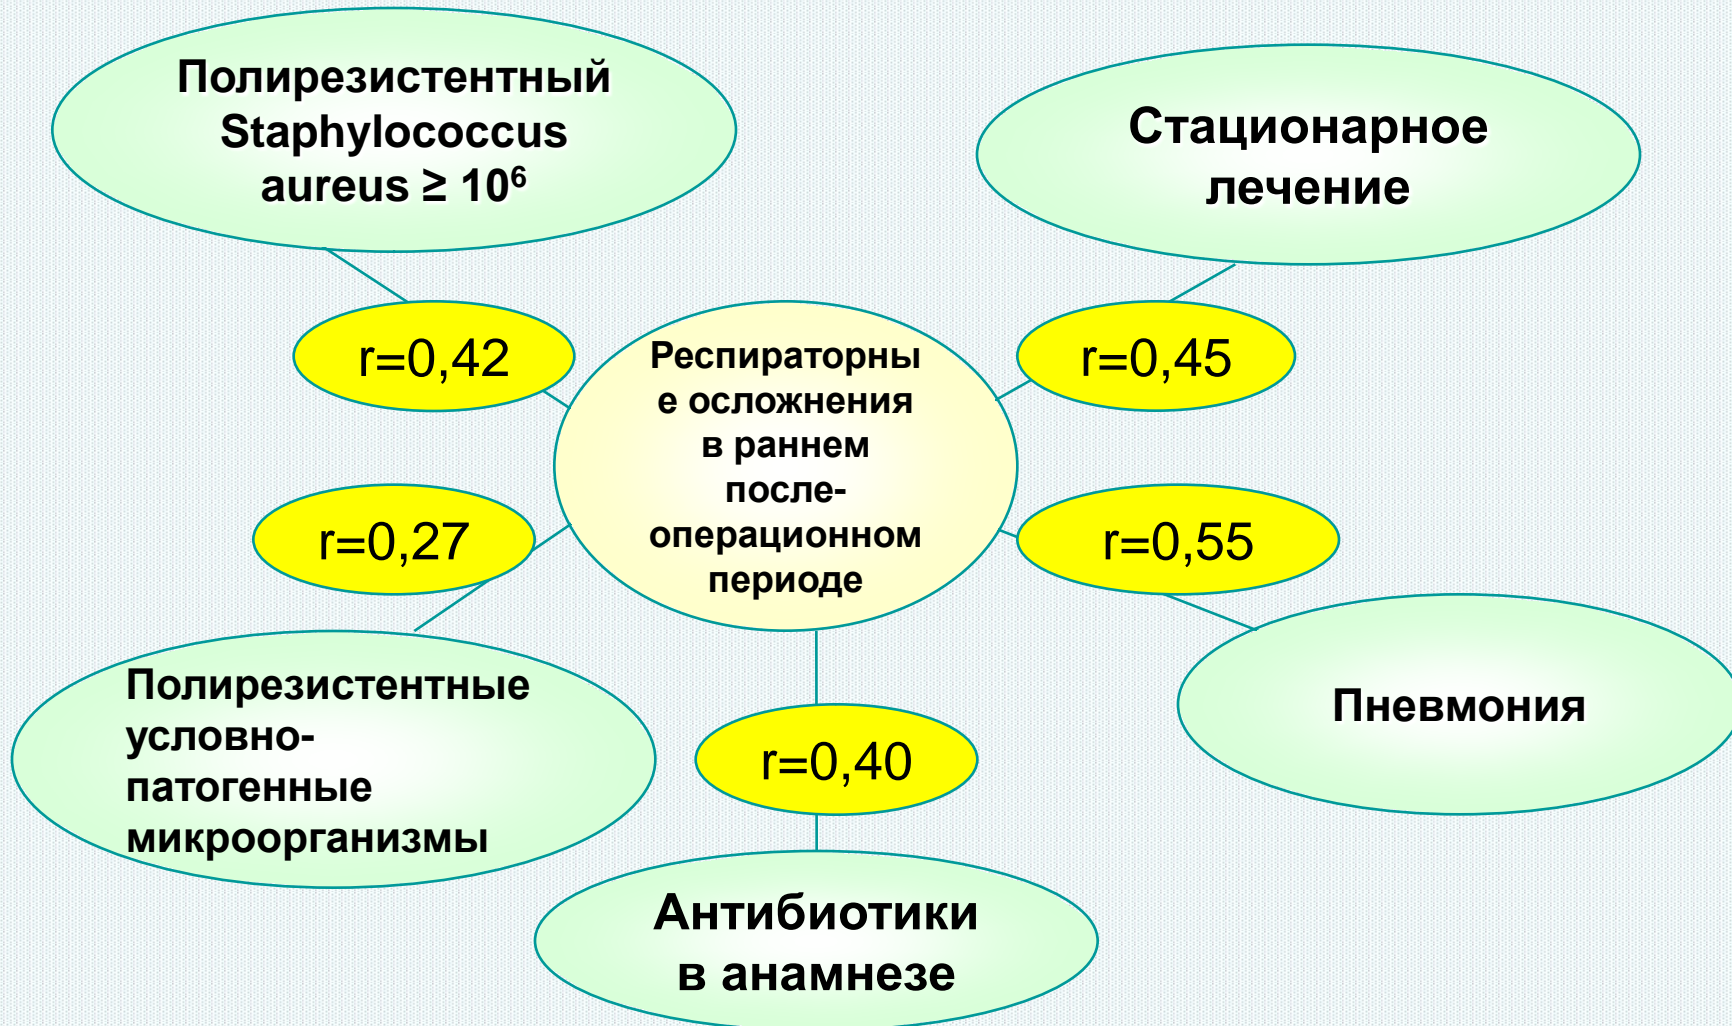 Полирезистентный
Staphylococcus
aureus ≥ 10⁶
Стационарное
лечение
r=0,42
r=0,45
Респираторны
е осложнения
в раннем
после-
операционном
периоде
r=0,27
r=0,55
Полирезистентные
условно-
патогенные
микроорганизмы
Пневмония
r=0,40
Антибиотики
в анамнезе